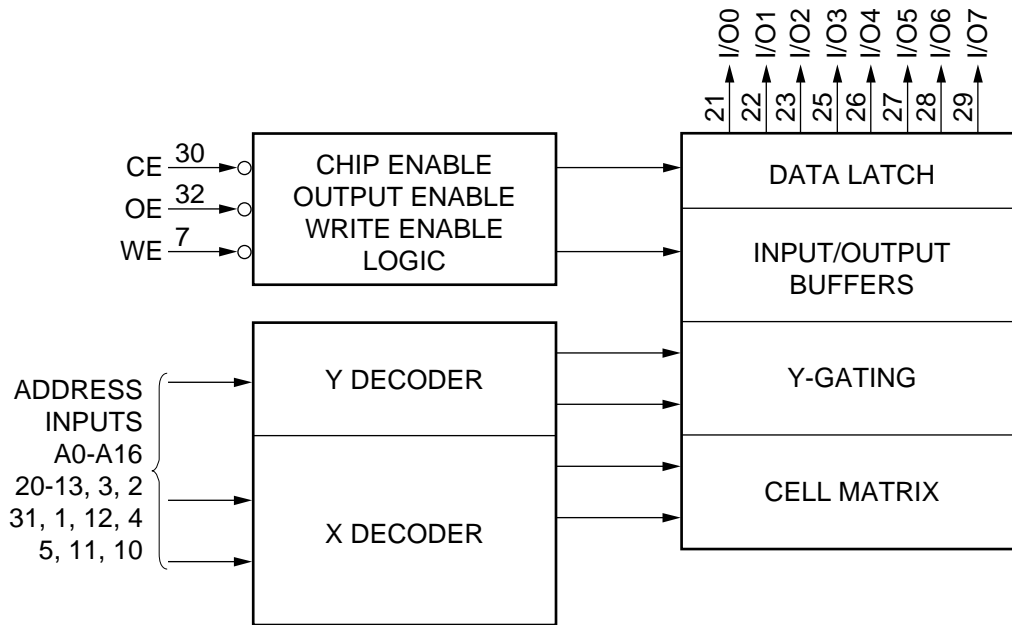 I/O0
I/O1
I/O2
I/O3
I/O4
I/O5
I/O6
I/O7
21
22
23
25
26
27
28
29
CE 30
OE 32
WE 7
CHIP ENABLE
OUTPUT ENABLE
WRITE ENABLE
LOGIC
DATA LATCH
INPUT/OUTPUT
BUFFERS
Y DECODER
Y-GATING
ADDRESS
INPUTS
A0-A16
20-13, 3, 2
31, 1, 12, 4
5, 11, 10
X DECODER
CELL MATRIX